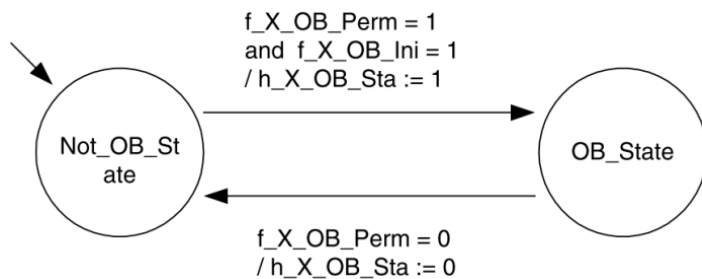 f_X_OB_Perm = 1
and f_X_OB_Ini = 1
/ h_X_OB_Sta := 1
Not_OB_St
ate
OB_State
f_X_OB_Perm = 0
/ h_X_OB_Sta := 0